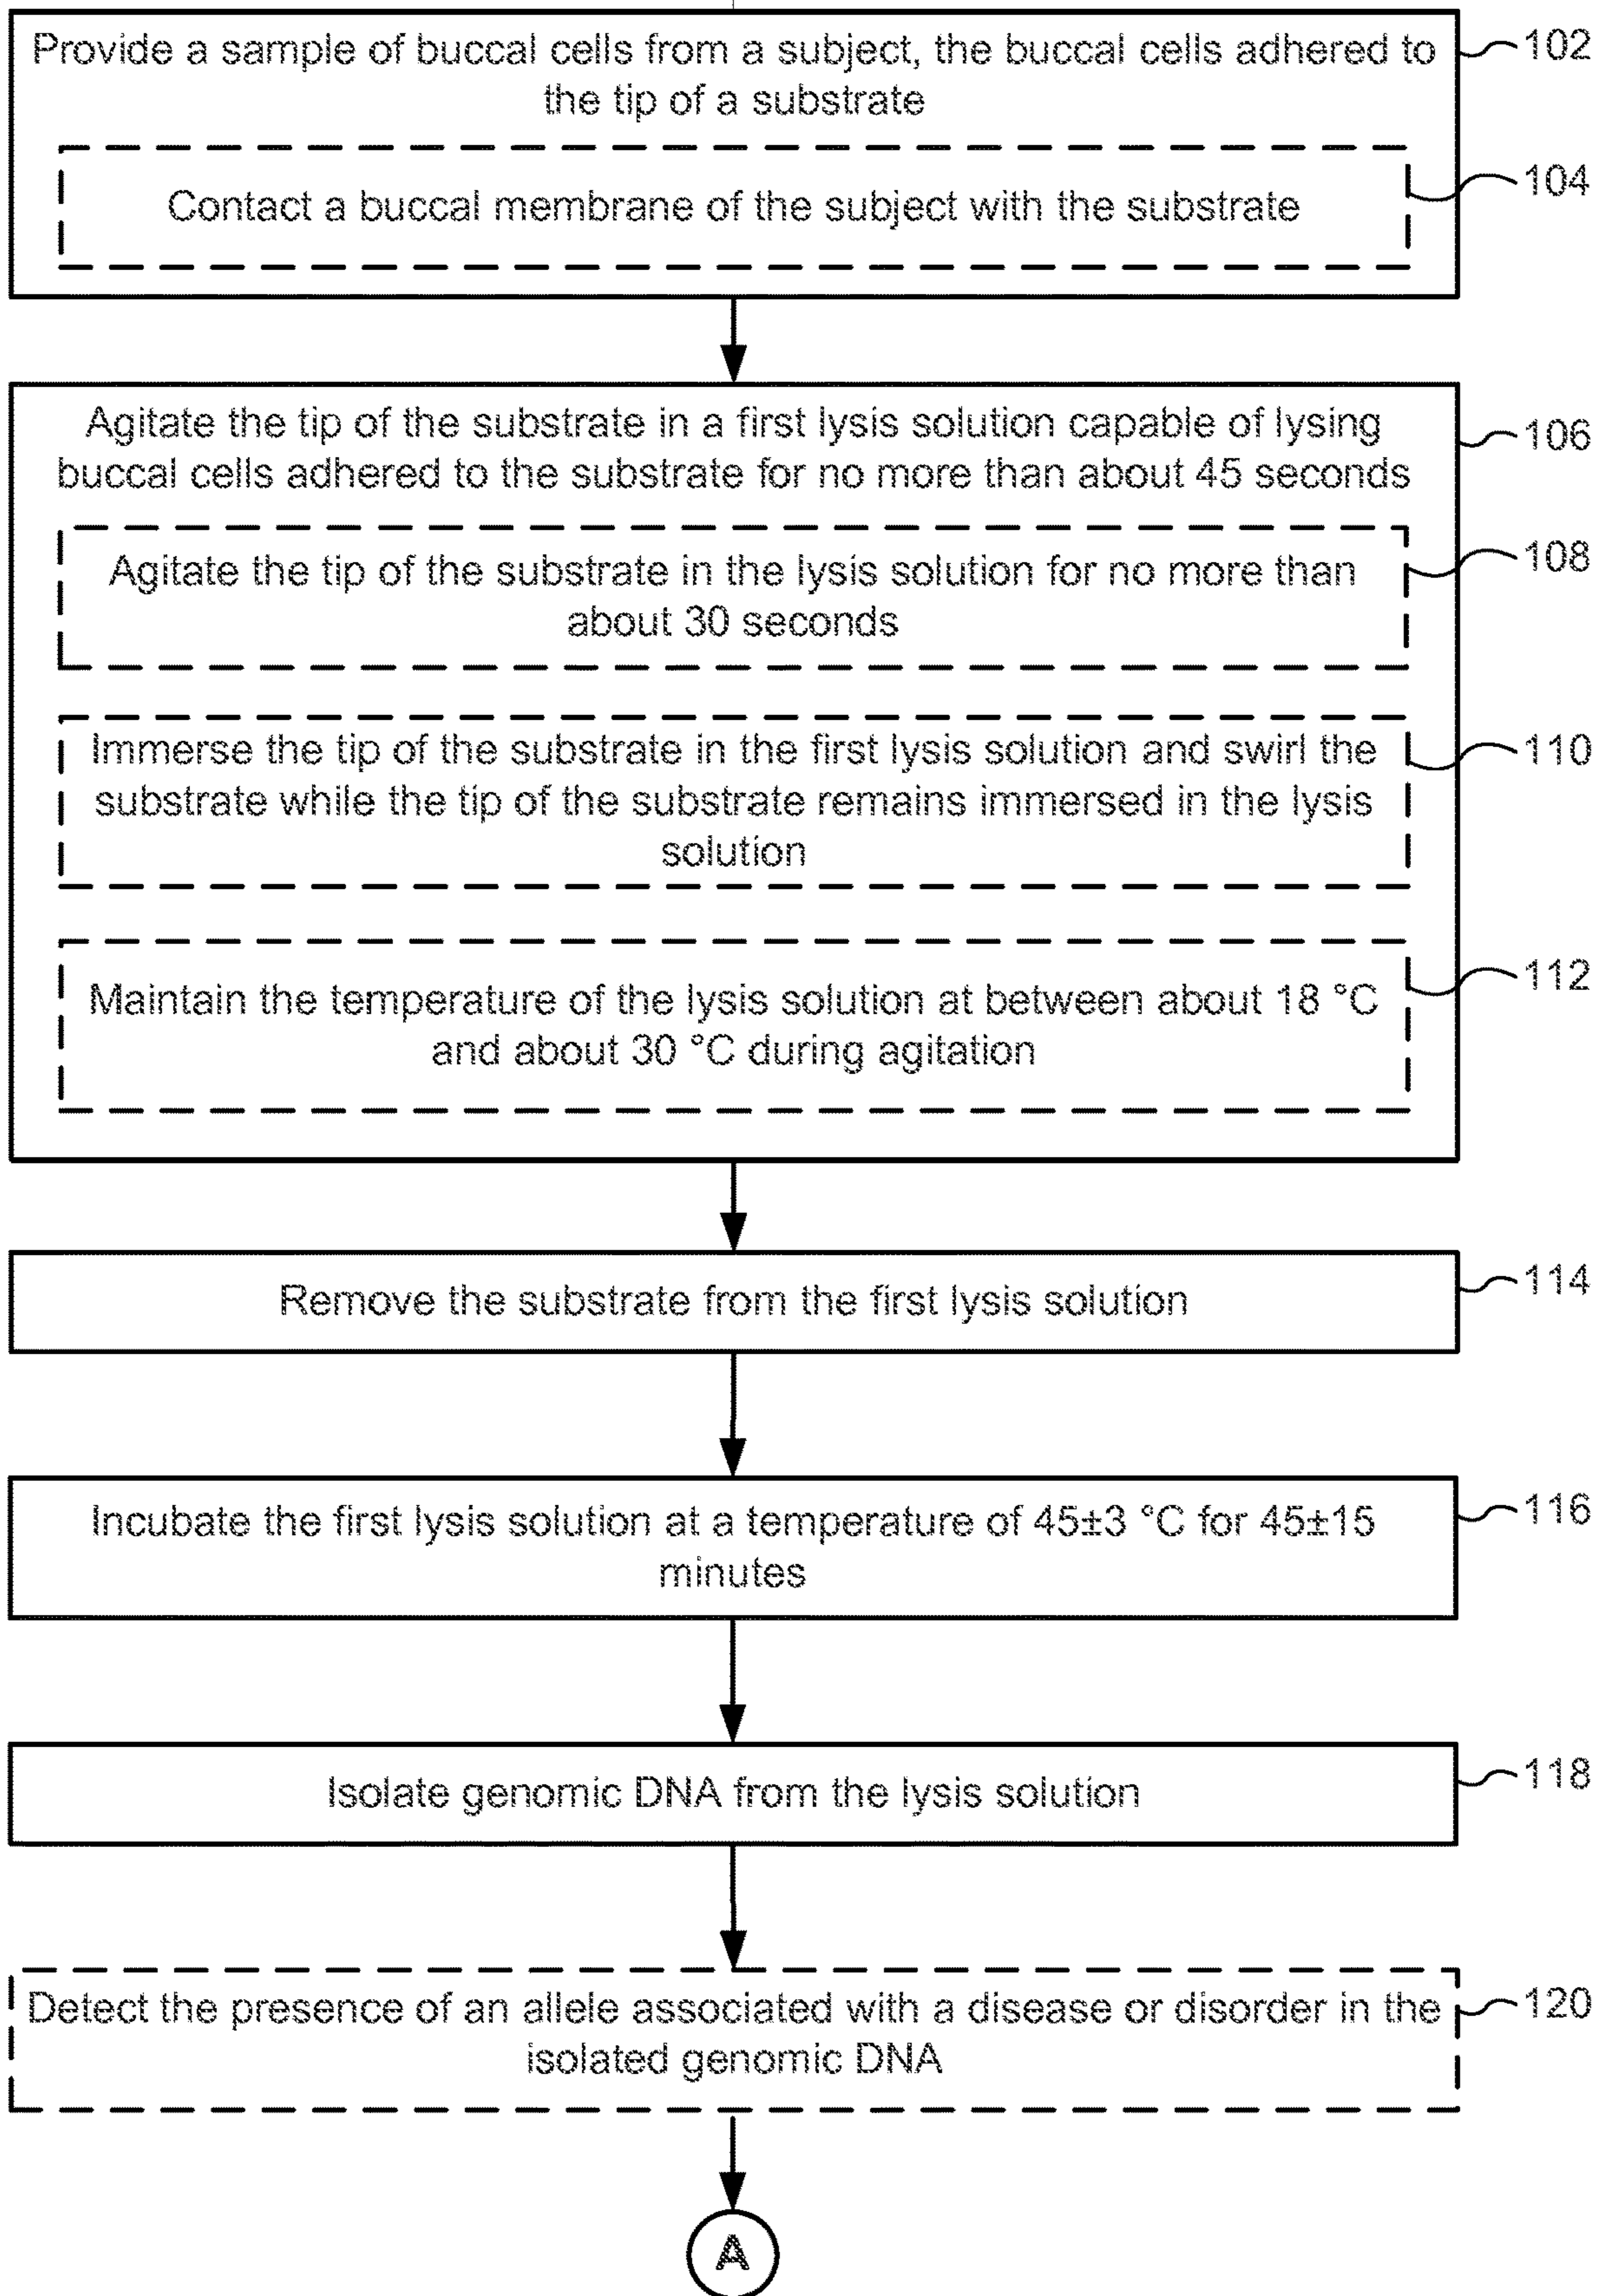 Provide a sample of buccal cells from a subject, the buccal cells adhered to
the tip of a substrate
102
Contact a buccal membrane of the subject with the substrate
104
Agitate the tip of the substrate in a first lysis solution capable of lysing
buccal cells adhered to the substrate for no more than about 45 seconds
106
Agitate the tip of the substrate in the lysis solution for no more than
about 30 seconds
108
Immerse the tip of the substrate in the first lysis solution and swirl the
substrate while the tip of the substrate remains immersed in the lysis
solution
110
Maintain the temperature of the lysis solution at between about 18 °C
and about 30 °C during agitation
112
Remove the substrate from the first lysis solution
114
Incubate the first lysis solution at a temperature of 45±3 °C for 45±15
minutes
116
Isolate genomic DNA from the lysis solution
118
Detect the presence of an allele associated with a disease or disorder in the
isolated genomic DNA
120
A